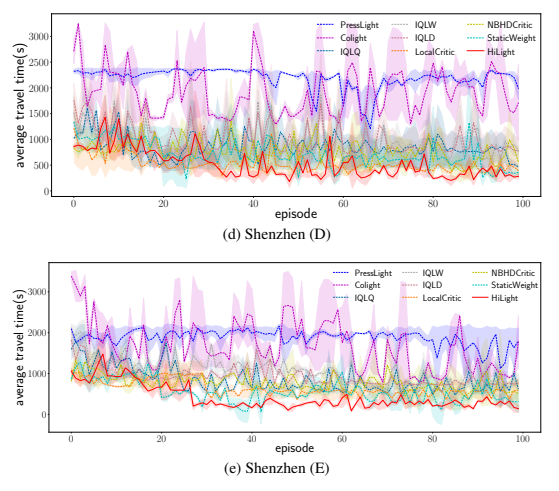 PressLight
Colight
IQLQ
IQLW
IQLD
LocalCritic
NBHDCritic
StaticWeight
HiLight
average travel time(s)
3000
2500
2000
1500
1000
500
0
0 20 40 60 80 100
episode
(d) Shenzhen (D)
PressLight
Colight
IQLQ
IQLW
IQLD
LocalCritic
NBHDCritic
StaticWeight
HiLight
average travel time(s)
3000
2000
1000
0
0 20 40 60 80 100
episode
(e) Shenzhen (E)